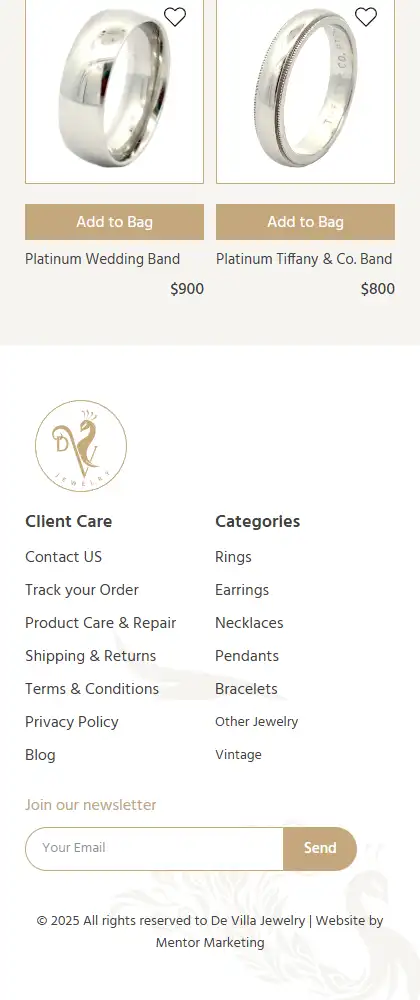 Add to Bag
Add to Bag
Platinum Wedding Band
Platinum Tiffany & Co. Band
$900
$800
D V
JEWELRY
Client Care
Contact US
Track your Order
Product Care & Repair
Shipping & Returns
Terms & Conditions
Privacy Policy
Blog
Categories
Rings
Earrings
Necklaces
Pendants
Bracelets
Other Jewelry
Vintage
Join our newsletter
Your Email
Send
© 2025 All rights reserved to De Villa Jewelry | Website by
Mentor Marketing